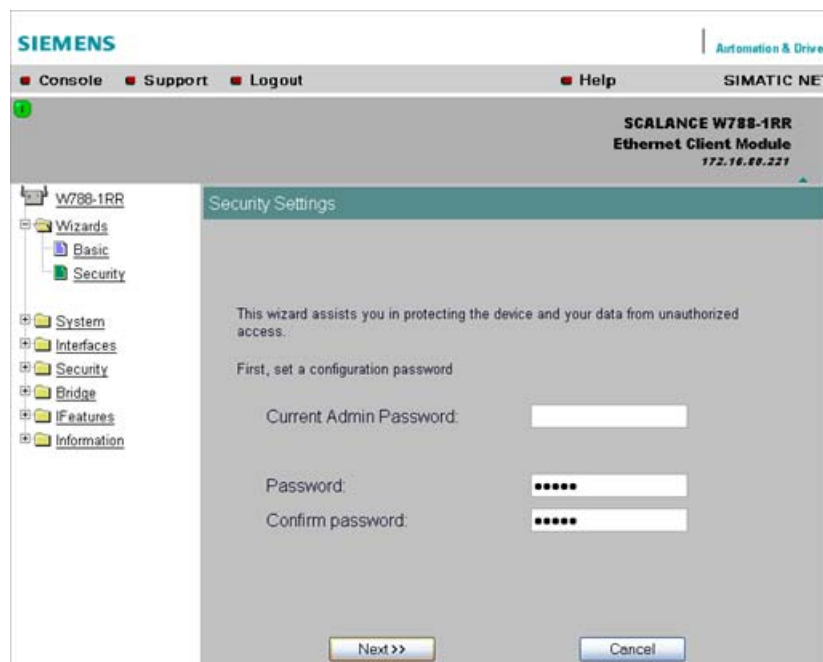 SIEMENS
Automation & Drive
Console Support Logout Help SIMATIC NE
SCALANCE W788-1RR
Ethernet Client Module
172.16.80.221
W788-1RR
Wizards
Basic
Security
System
Interfaces
Security
Bridge
IFeatures
Information
Security Settings
This wizard assists you in protecting the device and your data from unauthorized
access.
First, set a configuration password
Current Admin Password:
Password: •••••
Confirm password: •••••
Next>>
Cancel